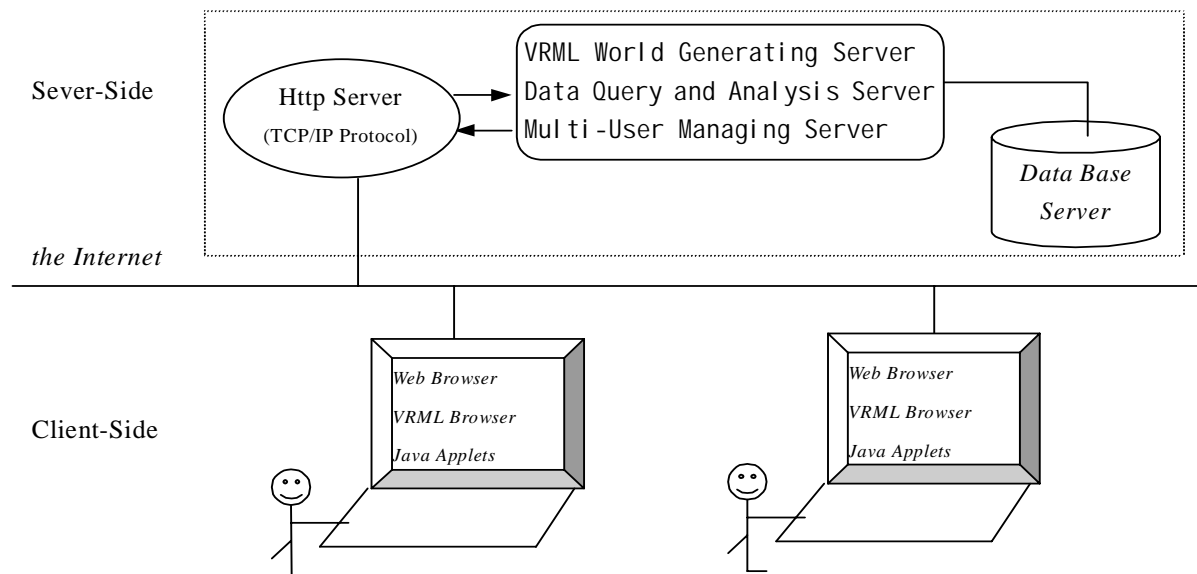 Sever-Side
Http Server
(TCP/IP Protocol)
VRML World Generating Server
Data Query and Analysis Server
Multi-User Managing Server
Data Base
Server
the Internet
Client-Side
Web Browser
VRML Browser
Java Applets
Web Browser
VRML Browser
Java Applets